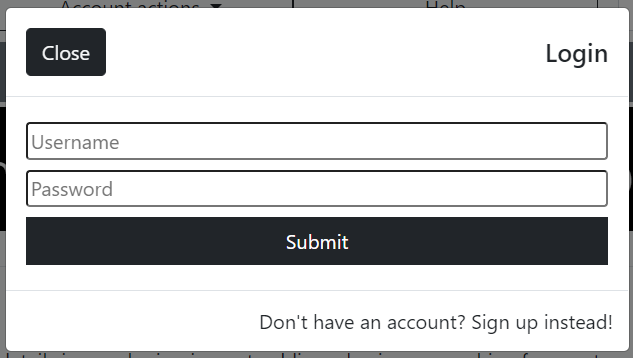 Account actions
Help
Close
Login
Username
Password
Submit
Don't have an account? Sign up instead!